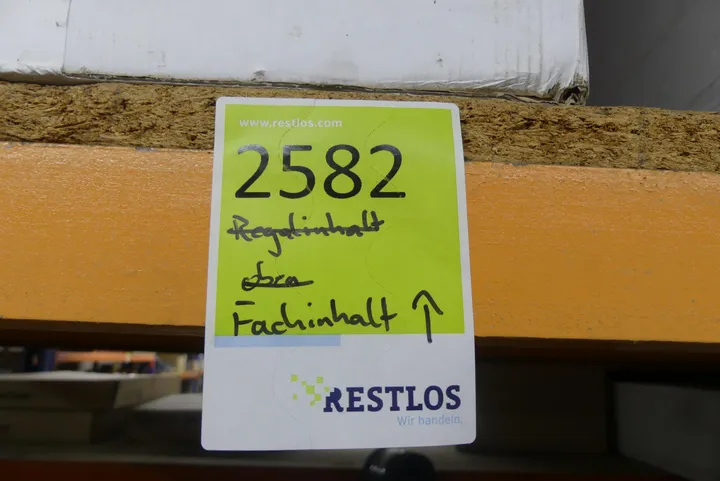 www.restlos.com
2582
Regalinhalt
oben
Fachinhalt ↑
RESTLOS
Wir handeln.